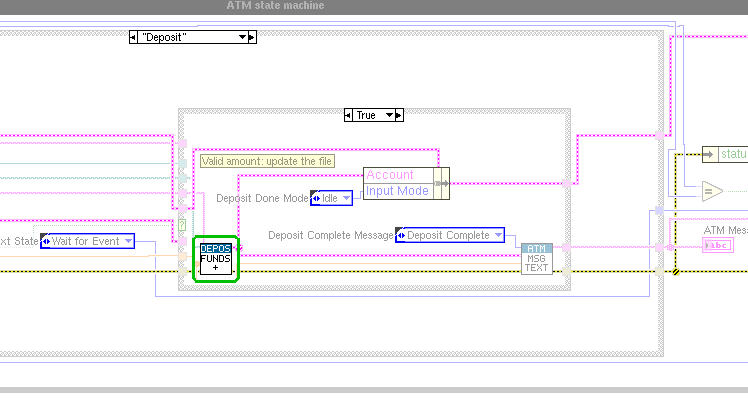 ATM state machine
"Deposit"
True
Valid amount: update the file
Account
Input Mode
Deposit Done Mode
Idle
Deposit Complete Message
Deposit Complete
xt State
Wait for Event
DEPOS
FUNDS
+
ATM
MSG
TEXT
?
statu
=
ATM Mess
abc